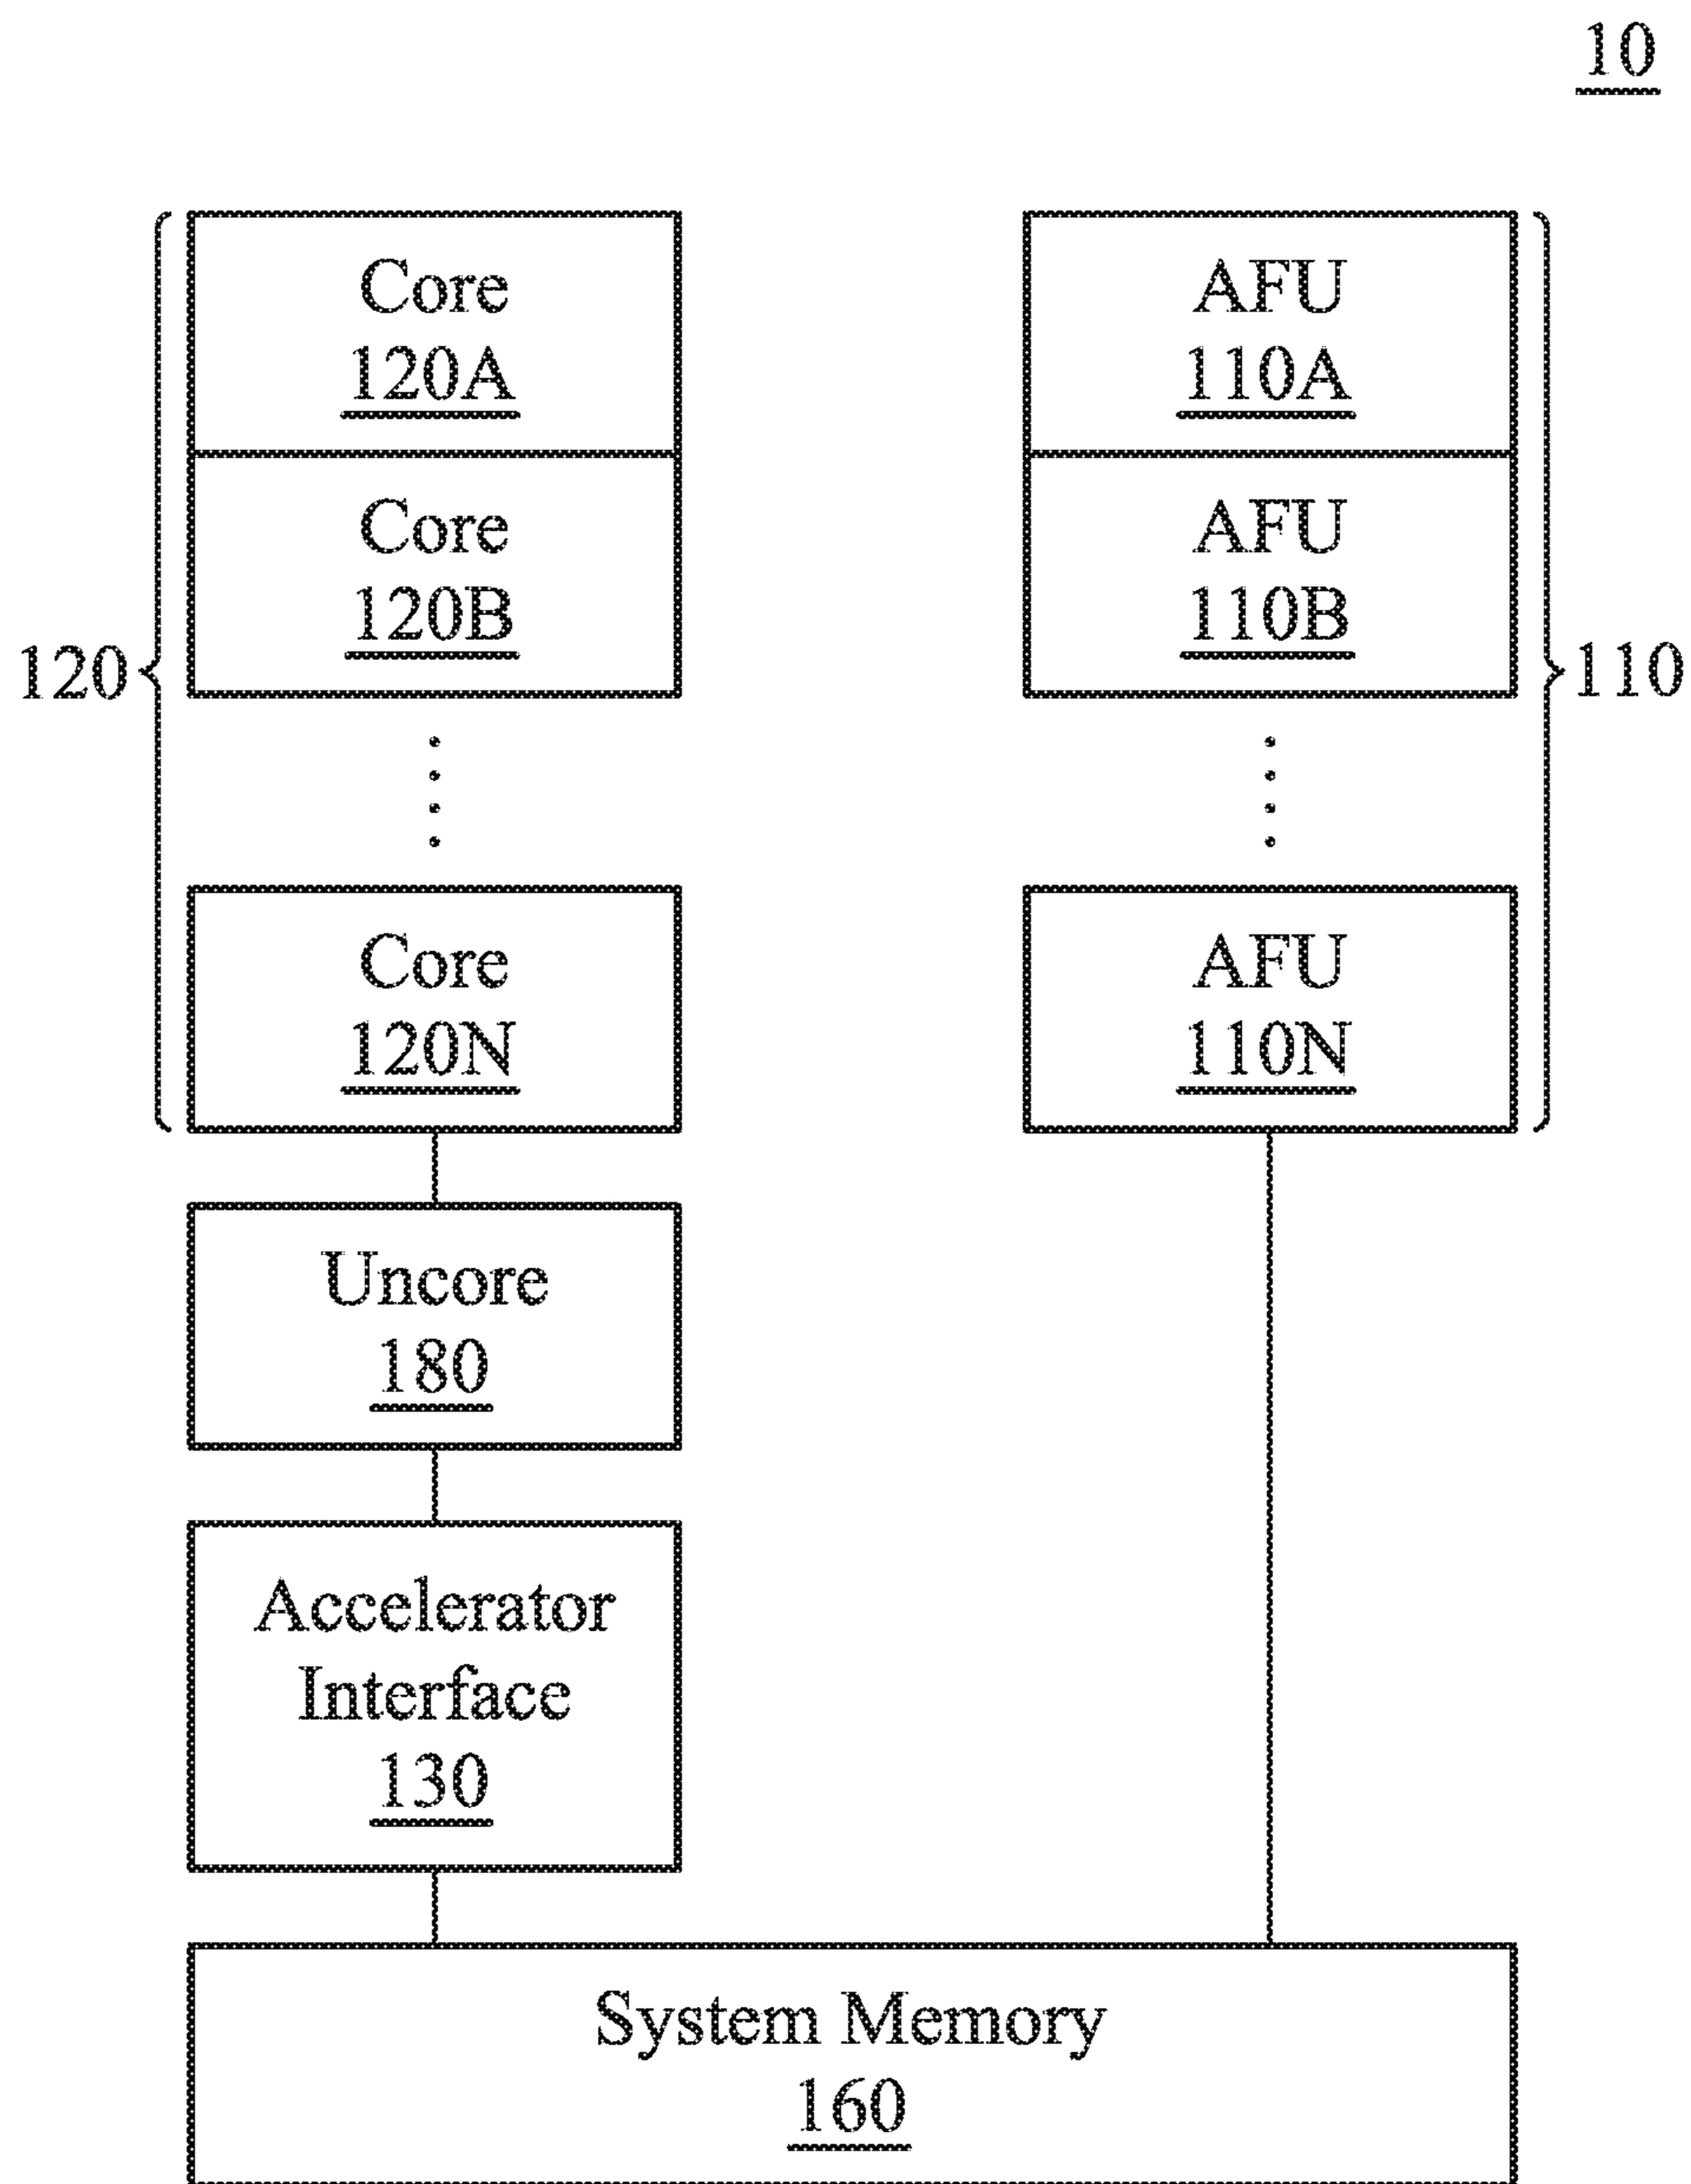 10
Core
120A
AFU
110A
Core
120B
AFU
110B
120
110
Core
120N
AFU
110N
Uncore
180
Accelerator
Interface
130
System Memory
160